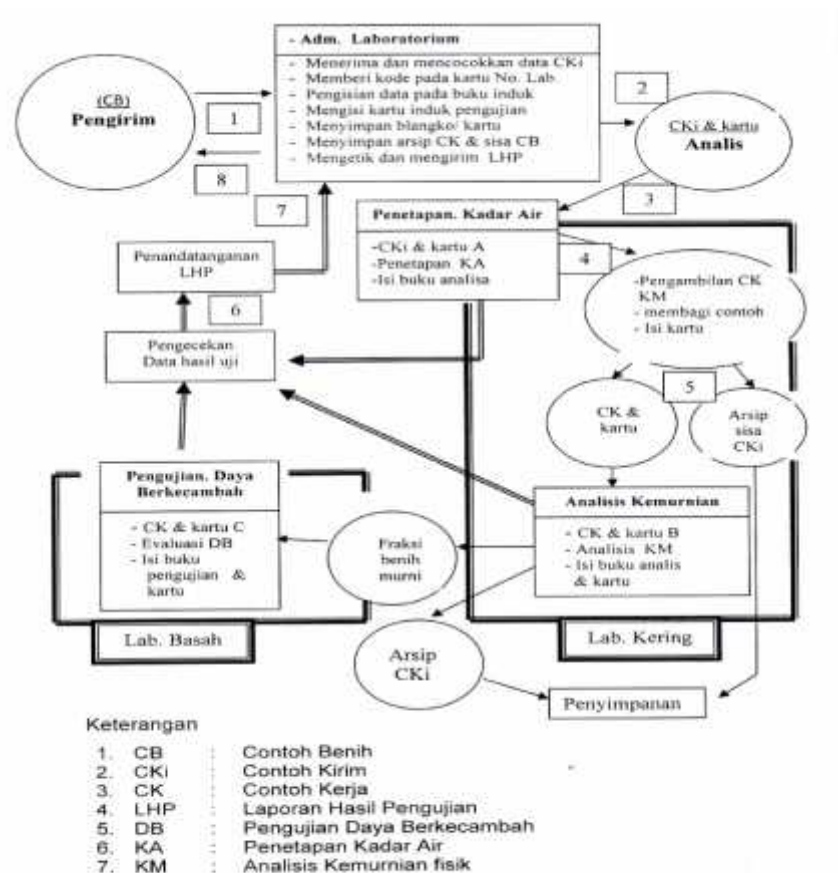 - Adm. Laboratorium
- Menerima dan mencocokkan data CKi
- Memberi kode pada kartu No. Lab
- Pengisian data pada buku induk
- Mengisi kartu induk pengujian
- Menyimpan blangko/ kartu
- Menyimpan arsip CK & sisa CB
- Mengetik dan mengirim LHP
(CB)
Pengirim
1
8
2
CKi & kartu
Analis
3
7
Penetapan. Kadar Air
-CKi & kartu A
-Penetapan KA
-Isi buku analisa
4
-Pengambilan CK
KM
- membagi contoh
- Isi kartu
Penandatanganan
LHP
6
Pengecekan
Data hasil uji
5
CK &
kartu
Arsip
sisa
CKi
Pengujian. Daya
Berkecambah
- CK & kartu C
- Evaluasi DB
- Isi buku
pengujian &
kartu
Fraksi
benih
murni
Analisis Kemurnian
- CK & kartu B
- Analisis KM
- Isi buku analis
& kartu
Lab. Basah
Lab. Kering
Arsip
CKi
Penyimpanan
Keterangan
1. CB : Contoh Benih
2. CKi : Contoh Kirim
3. CK : Contoh Kerja
4. LHP : Laporan Hasil Pengujian
5. DB : Pengujian Daya Berkecambah
6. KA : Penetapan Kadar Air
7. KM : Analisis Kemurnian fisik